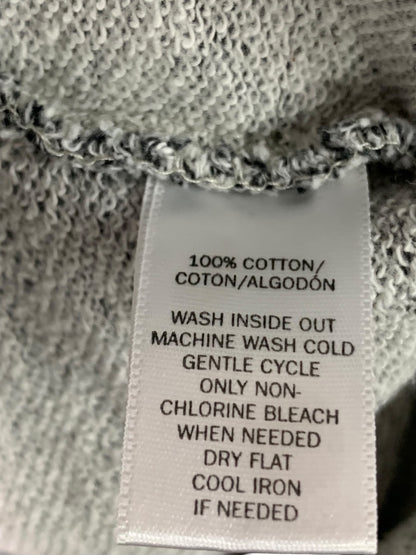 100% COTTON/
COTON/ALGODÓN
WASH INSIDE OUT
MACHINE WASH COLD
GENTLE CYCLE
ONLY NON-
CHLORINE BLEACH
WHEN NEEDED
DRY FLAT
COOL IRON
IF NEEDED